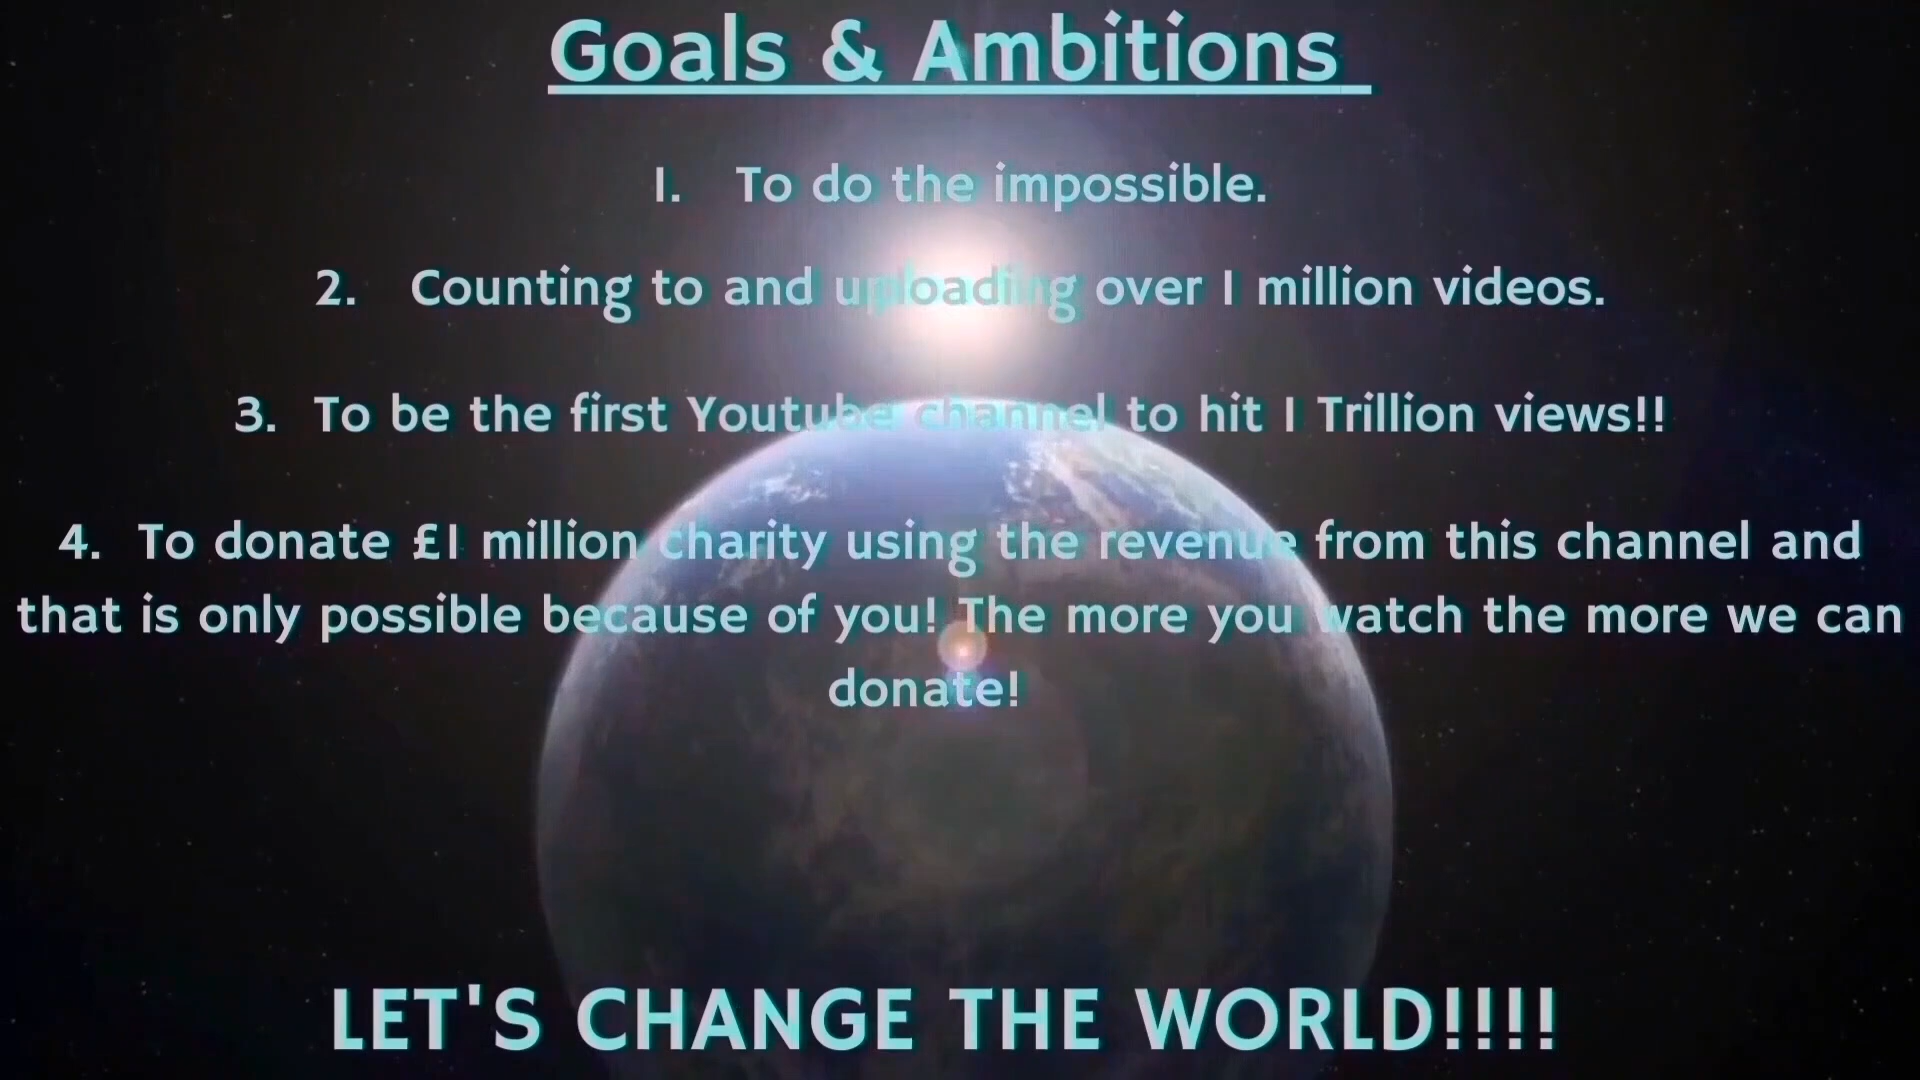 Goals & Ambitions
1. To do the impossible.
2. Counting to and uploading over 1 million videos.
3. To be the first Youtube channel to hit 1 Trillion views!!
4. To donate £1 million charity using the revenue from this channel and
that is only possible because of you! The more you watch the more we can
donate!
LET'S CHANGE THE WORLD!!!!